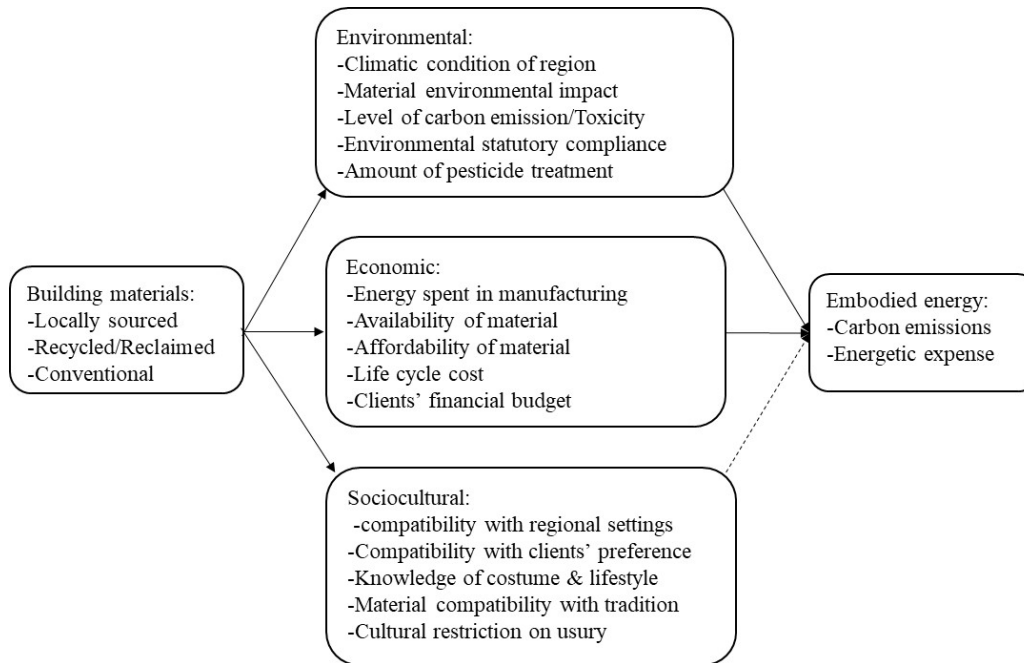 Environmental:
-Climatic condition of region
-Material environmental impact
-Level of carbon emission/Toxicity
-Environmental statutory compliance
-Amount of pesticide treatment
Building materials:
-Locally sourced
-Recycled/Reclaimed
-Conventional
Economic:
-Energy spent in manufacturing
-Availability of material
-Affordability of material
-Life cycle cost
-Clients’ financial budget
Embodied energy:
-Carbon emissions
-Energetic expense
Sociocultural:
-compatibility with regional settings
-Compatibility with clients’ preference
-Knowledge of costume & lifestyle
-Material compatibility with tradition
-Cultural restriction on usury